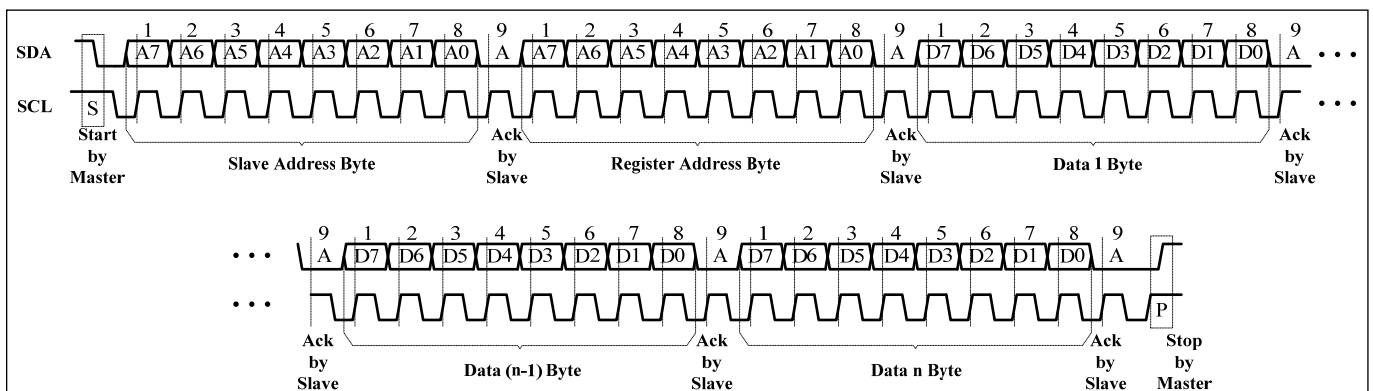 1 2 3 4 5 6 7 8 9 1 2 3 4 5 6 7 8 9 1 2 3 4 5 6 7 8 9
SDA A7 A6 A5 A4 A3 A2 A1 A0 A A7 A6 A5 A4 A3 A2 A1 A0 A D7 D6 D5 D4 D3 D2 D1 D0 A • • •
SCL S • • •
Start by Master
Slave Address Byte
Ack by Slave
Register Address Byte
Ack by Slave
Data 1 Byte
Ack by Slave
9 1 2 3 4 5 6 7 8 9 1 2 3 4 5 6 7 8 9
• • • A D7 D6 D5 D4 D3 D2 D1 D0 A D7 D6 D5 D4 D3 D2 D1 D0 A
• • • P
Ack by Slave
Data (n-1) Byte
Ack by Slave
Data n Byte
Ack by Slave
Stop by Master